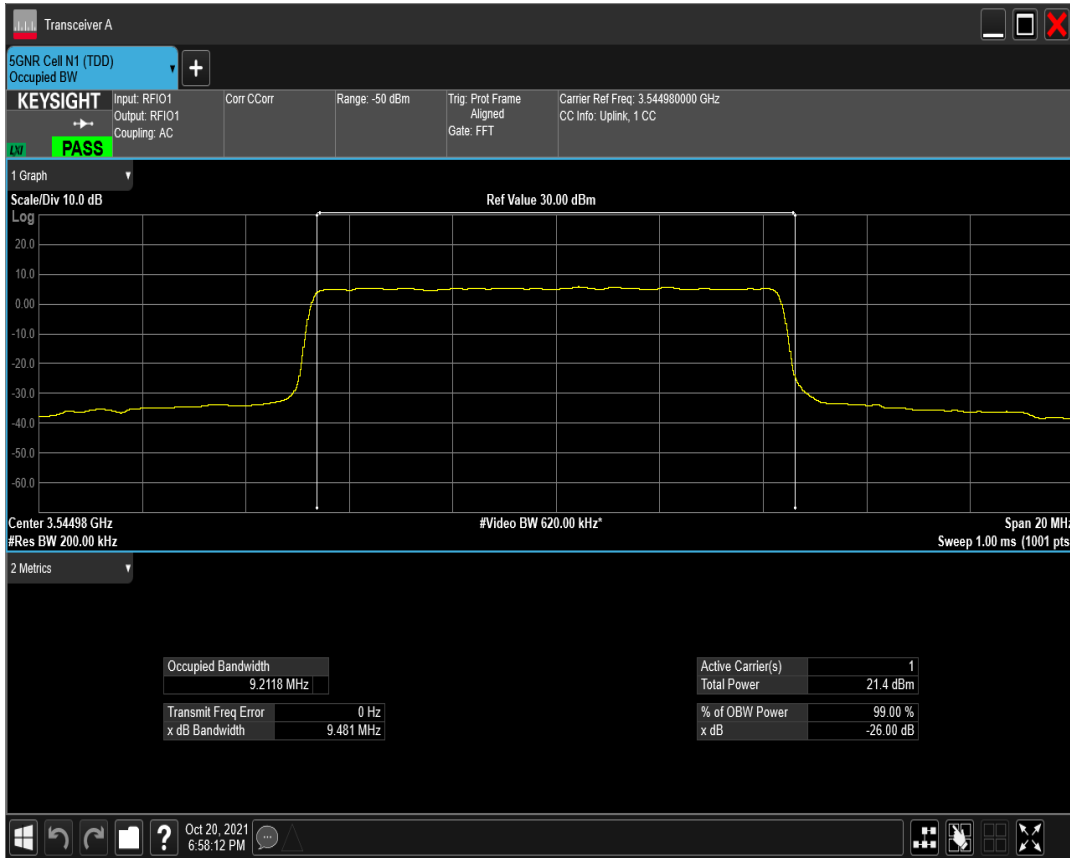 Transceiver A
5GNR Cell N1 (TDD)
Occupied BW
KEYSIGHT
Input: RFIO1
Output: RFIO1
Coupling: AC
Corr CCorr
Range: -50 dBm
Trig: Prot Frame
Aligned
Gate: FFT
Carrier Ref Freq: 3.544980000 GHz
CC Info: Uplink, 1 CC
LXI
PASS
1 Graph
Scale/Div 10.0 dB
Ref Value 30.00 dBm
Log
20.0
10.0
0.00
-10.0
-20.0
-30.0
-40.0
-50.0
-60.0
Center 3.54498 GHz
#Video BW 620.00 kHz*
Span 20 MHz
#Res BW 200.00 kHz
Sweep 1.00 ms (1001 pts
2 Metrics
Occupied Bandwidth
9.2118 MHz
Transmit Freq Error 0 Hz
x dB Bandwidth 9.481 MHz
Active Carrier(s) 1
Total Power 21.4 dBm
% of OBW Power 99.00 %
x dB -26.00 dB
Oct 20, 2021
6:58:12 PM